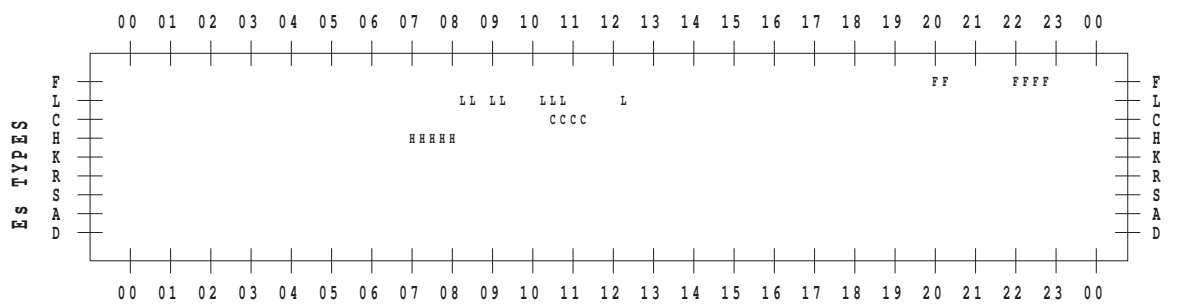 00 01 02 03 04 05 06 07 08 09 10 11 12 13 14 15 16 17 18 19 20 21 22 23 00
F FF FFFF F
L LL LL LLL L L
C CCCC C
H HHHHH H
K K
R R
S S
A A
D D
Es TYPES
00 01 02 03 04 05 06 07 08 09 10 11 12 13 14 15 16 17 18 19 20 21 22 23 00